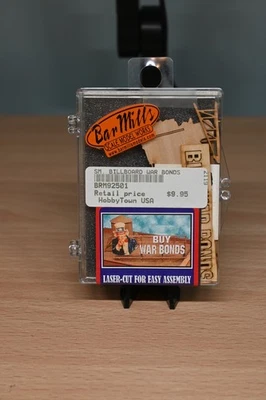 Bar Mills
SCALE MODEL WORKS
SM BILLBOARD WAR BONDS
BRM92501
Retail price $9.95
HobbyTown USA
BUY
WAR BONDS
LASER-CUT FOR EASY ASSEMBLY